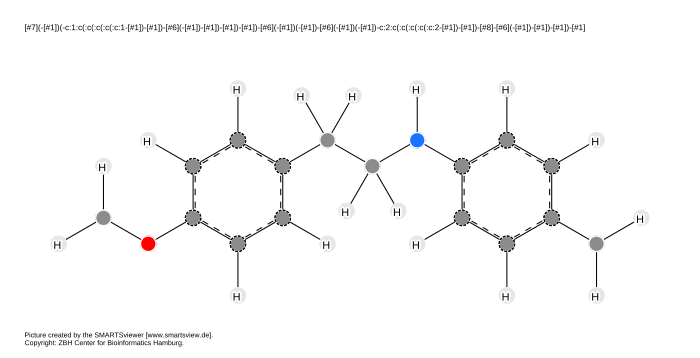 [#7](-[#1])(-c:1:c(:c(:c(:c(:c:1-[#1])-[#1])-[#6](-[#1])-[#1])-[#1])-[#1])-[#6](-[#1])(-[#1])-[#6](-[#1])(-[#1])-c:2:c(:c(:c(:c(:c:2-[#1])-[#1])-[#8]-[#6](-[#1])-[#1])-[#1])-[#1]
H H H
H H
H H
H
H H
H
H H H
H H H
Picture created by the SMARTSviewer [www.smartsview.de].
Copyright: ZBH Center for Bioinformatics Hamburg.